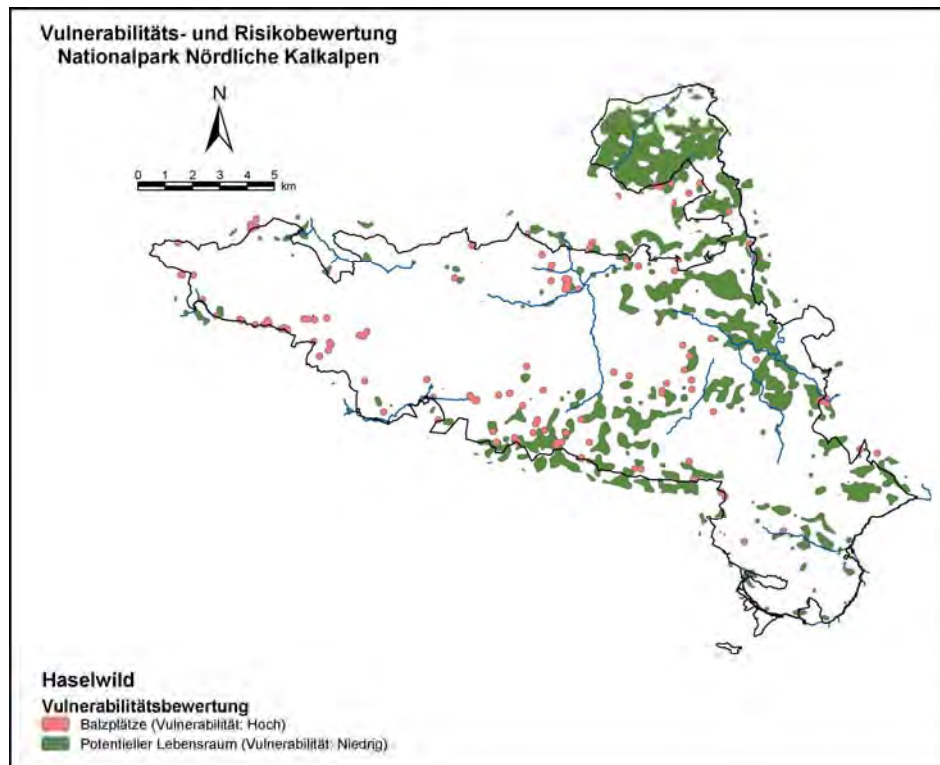 Vulnerabilitäts- und Risikobewertung
Nationalpark Nördliche Kalkalpen
N
0 1 2 3 4 5
km
Haselwild
Vulnerabilitätsbewertung
Balzplätze (Vulnerabilität: Hoch)
Potentieller Lebensraum (Vulnerabilität: Niedrig)